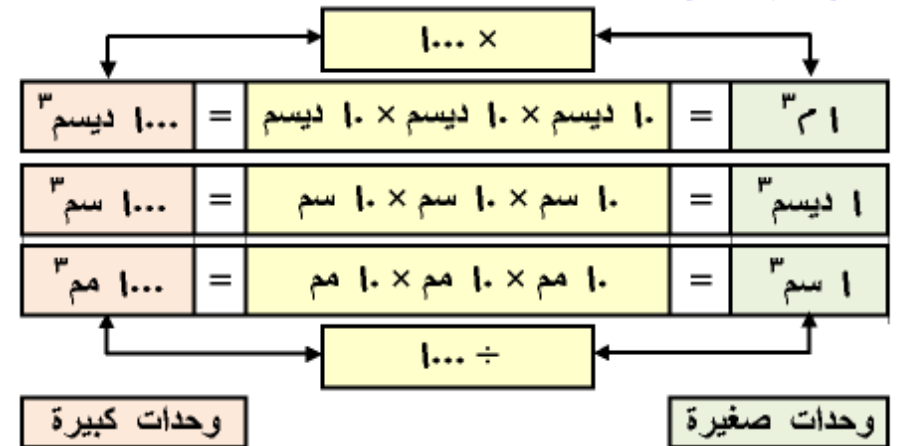 × ١٠٠٠
١ م٣ = ١٠ ديسم × ١٠ ديسم × ١٠ ديسم = ١٠٠٠ ديسم٣
١ ديسم٣ = ١٠ سم × ١٠ سم × ١٠ سم = ١٠٠٠ سم٣
١ سم٣ = ١٠ مم × ١٠ مم × ١٠ مم = ١٠٠٠ مم٣
÷ ١٠٠٠
وحدات صغيرة وحدات كبيرة